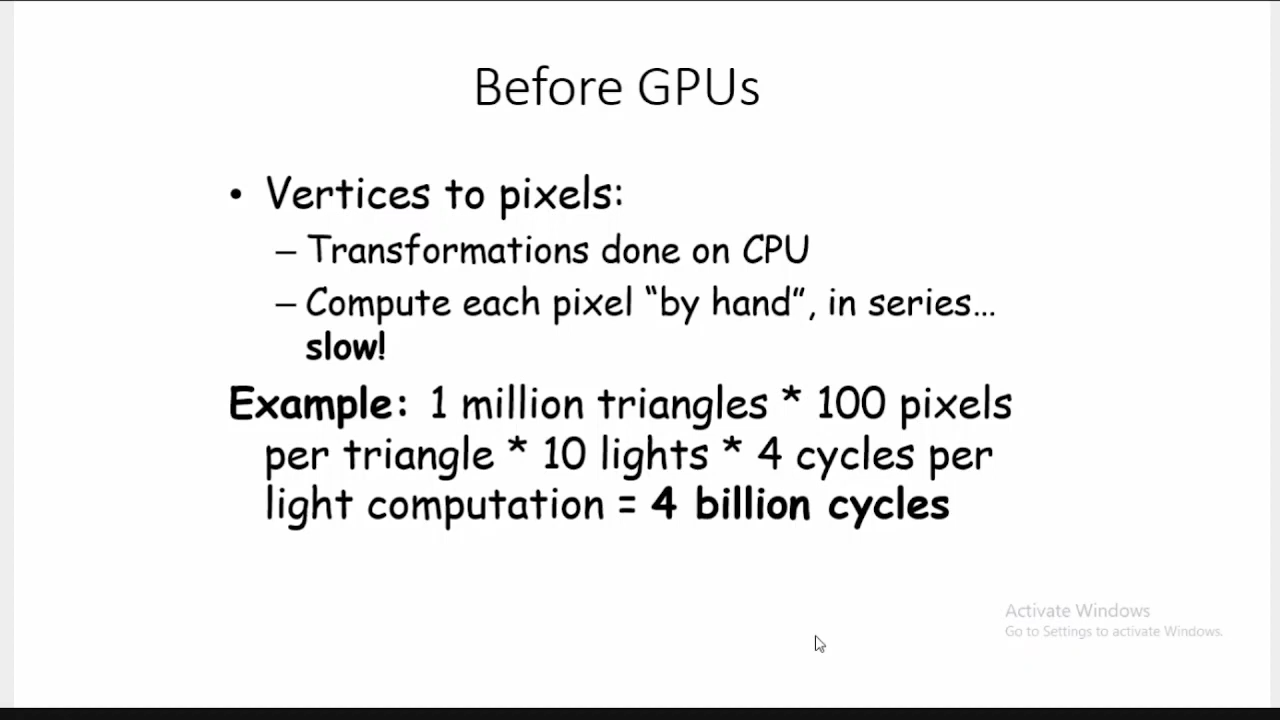 Before GPUs
• Vertices to pixels:
– Transformations done on CPU
– Compute each pixel “by hand”, in series…
slow!
Example: 1 million triangles * 100 pixels
per triangle * 10 lights * 4 cycles per
light computation = 4 billion cycles
Activate Windows
Go to Settings to activate Windows.